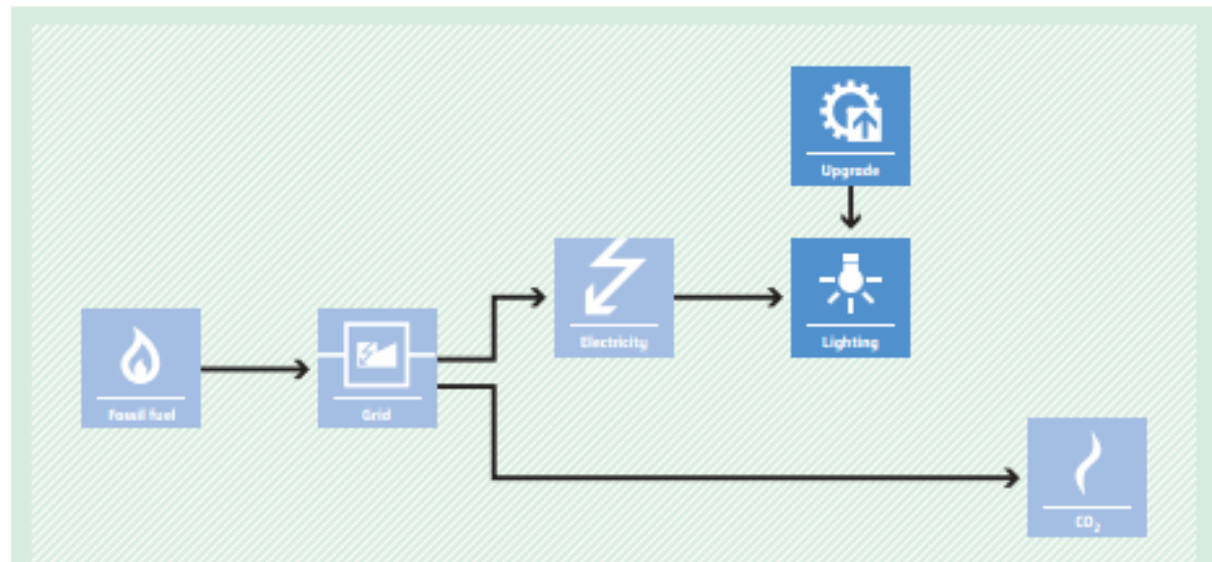 Upgrade
Electricity
Lighting
Fossil fuel
Grid
CO₂